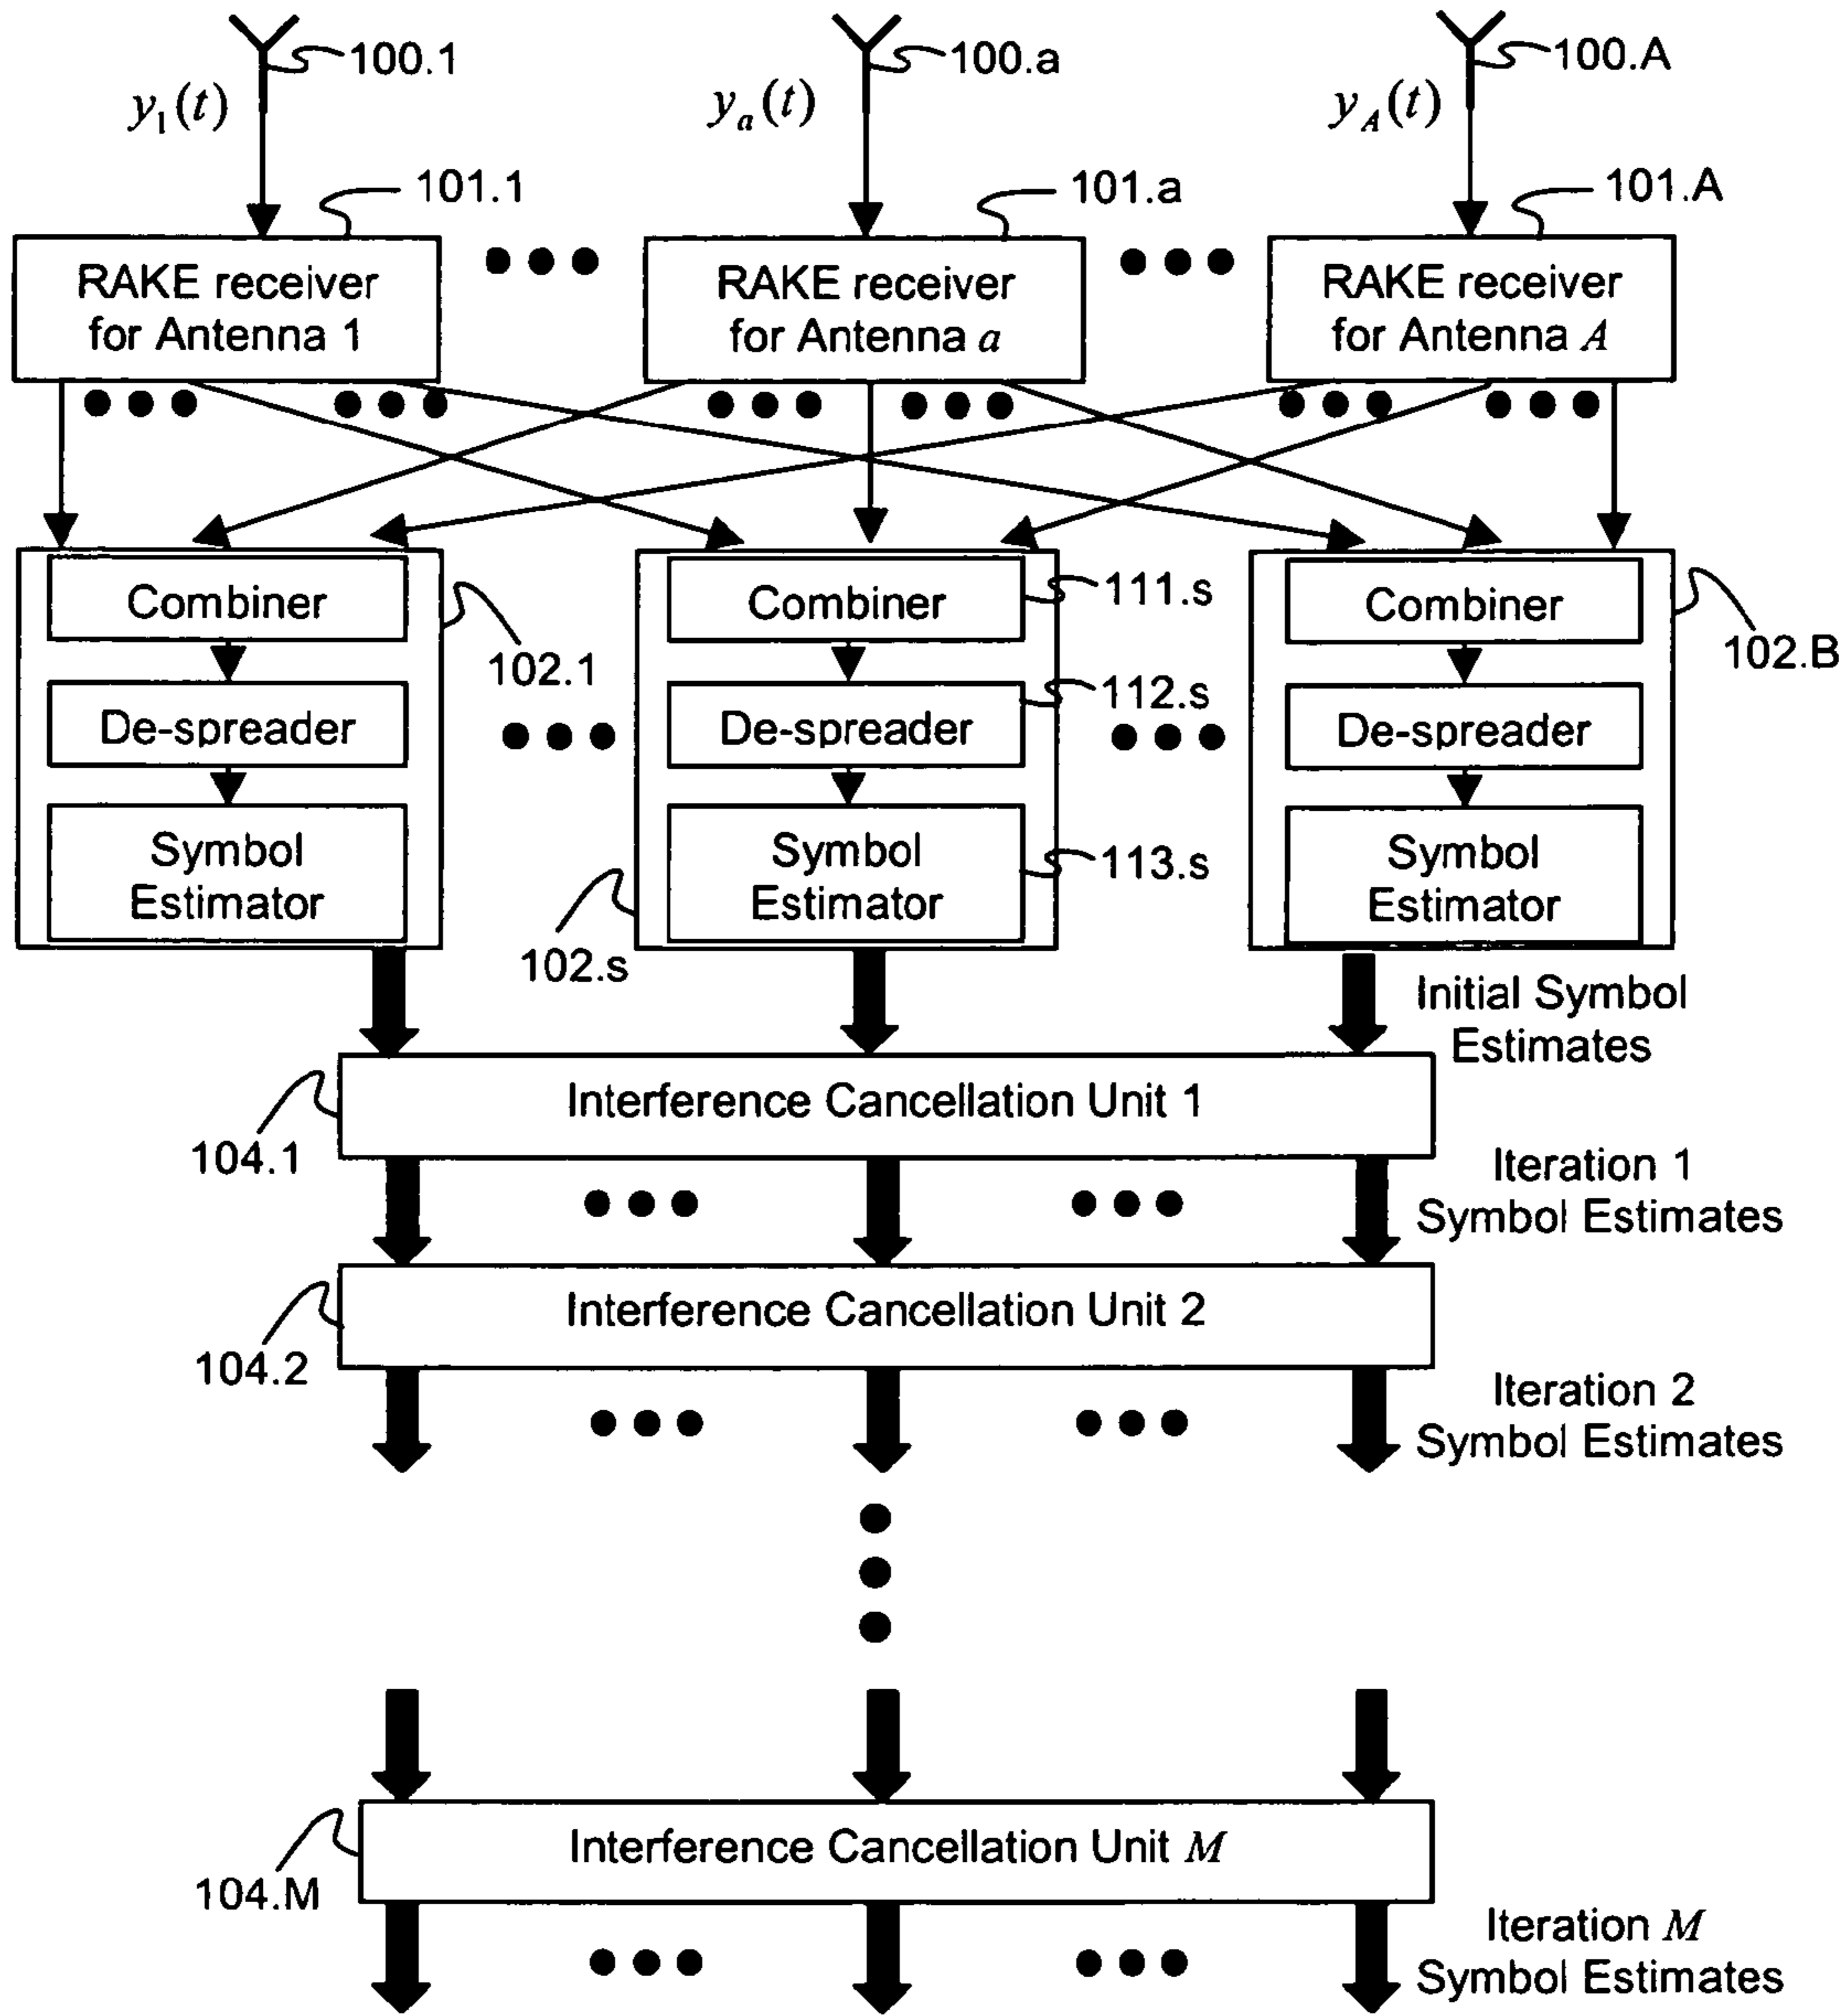 100.1
100.a
100.A
y₁(t)
yₐ(t)
y_A(t)
101.1
101.a
101.A
RAKE receiver
for Antenna 1
RAKE receiver
for Antenna a
RAKE receiver
for Antenna A
Combiner
Combiner
111.s
Combiner
102.1
102.B
De-spreader
De-spreader
112.s
De-spreader
Symbol
Estimator
Symbol
Estimator
113.s
Symbol
Estimator
102.s
Initial Symbol
Estimates
Interference Cancellation Unit 1
104.1
Iteration 1
Symbol Estimates
Interference Cancellation Unit 2
104.2
Iteration 2
Symbol Estimates
Interference Cancellation Unit M
104.M
Iteration M
Symbol Estimates